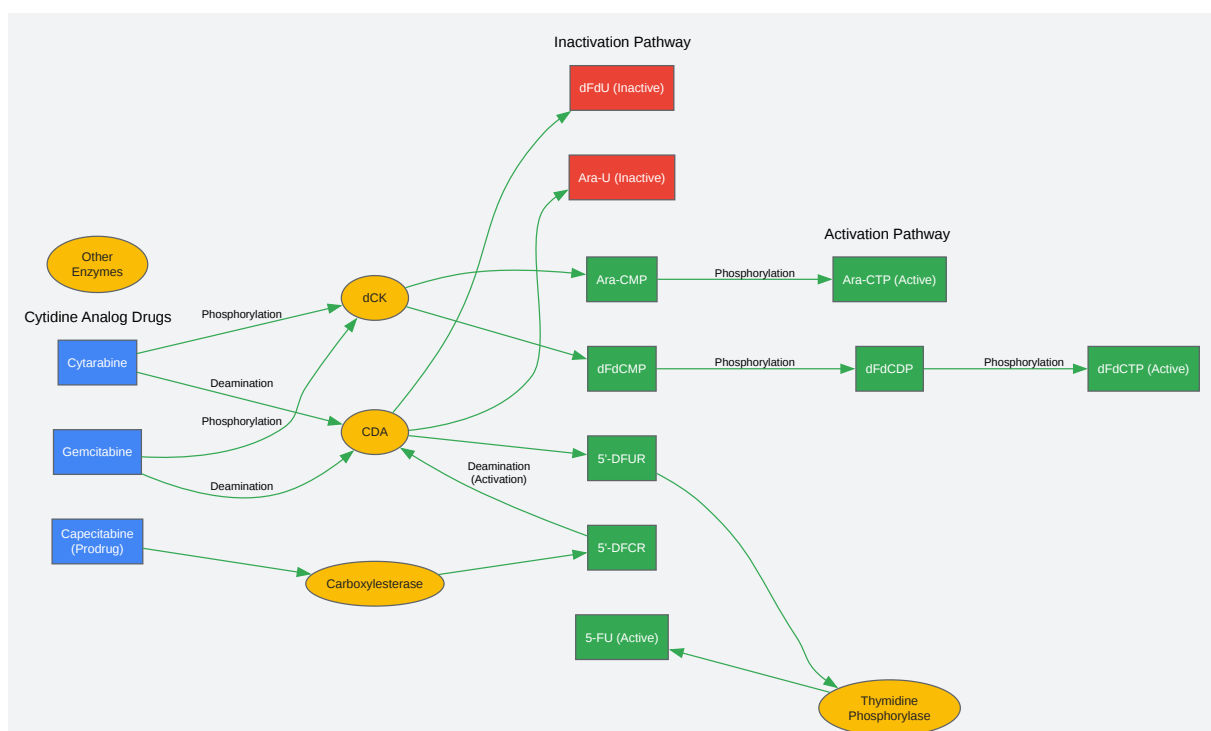 Inactivation Pathway
dFdU (Inactive)
Ara-U (Inactive)
Activation Pathway
Other
Enzymes
Ara-CMP
Phosphorylation
Ara-CTP (Active)
dCK
Cytidine Analog Drugs
Phosphorylation
Cytarabine
dFdCMP
Phosphorylation
dFdCDP
Phosphorylation
dFdCTP (Active)
Deamination
Phosphorylation
CDA
Gemcitabine
5'-DFUR
Deamination
(Activation)
Deamination
Capecitabine
(Prodrug)
5'-DFCR
Carboxylesterase
5-FU (Active)
Thymidine
Phosphorylase